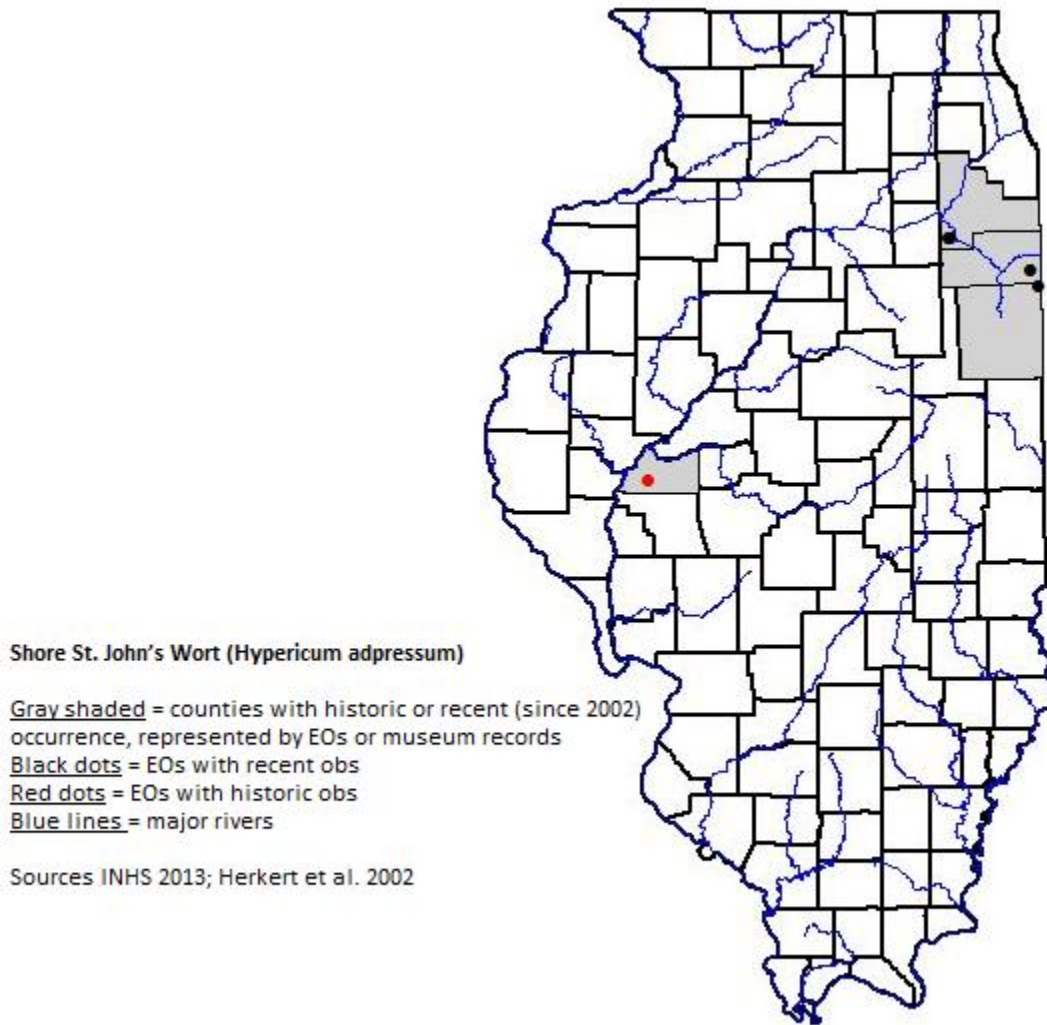 Shore St. John's Wort (Hypericum adpressum)
Gray shaded = counties with historic or recent (since 2002)
occurrence, represented by EOs or museum records
Black dots = EOs with recent obs
Red dots = EOs with historic obs
Blue lines = major rivers
Sources INHS 2013; Herkert et al. 2002